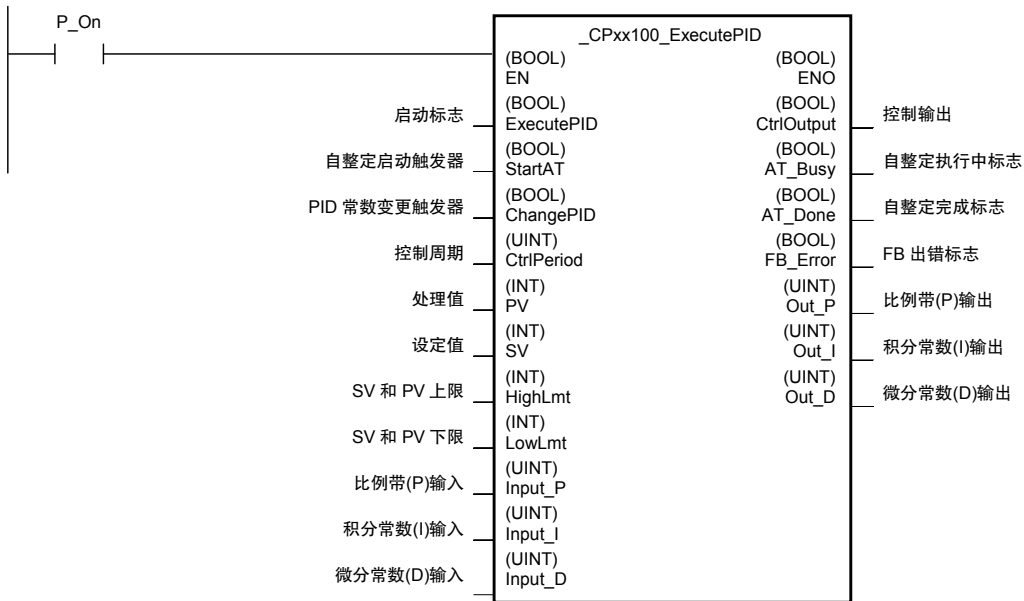 P_On
_CPxx100_ExecutePID
(BOOL) (BOOL)
EN ENO
启动标志 (BOOL) (BOOL) 控制输出
ExecutePID CtrlOutput
自整定启动触发器 (BOOL) (BOOL) 自整定执行中标志
StartAT AT_Busy
PID 常数变更触发器 (BOOL) (BOOL) 自整定完成标志
ChangePID AT_Done
控制周期 (UINT) (BOOL) FB 出错标志
CtrlPeriod FB_Error
处理值 (INT) (UINT) 比例带(P)输出
PV Out_P
设定值 (INT) (UINT) 积分常数(I)输出
SV Out_I
SV 和 PV 上限 (INT) (UINT) 微分常数(D)输出
HighLmt Out_D
SV 和 PV 下限 (INT)
LowLmt
比例带(P)输入 (UINT)
Input_P
积分常数(I)输入 (UINT)
Input_I
微分常数(D)输入 (UINT)
Input_D